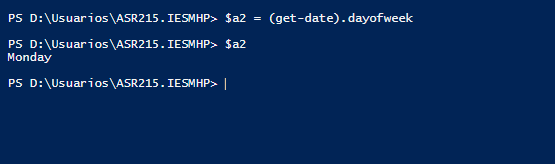 PS D:\Usuarios\ASR215.IESMHP> $a2 = (get-date).dayofweek
PS D:\Usuarios\ASR215.IESMHP> $a2
Monday
PS D:\Usuarios\ASR215.IESMHP>